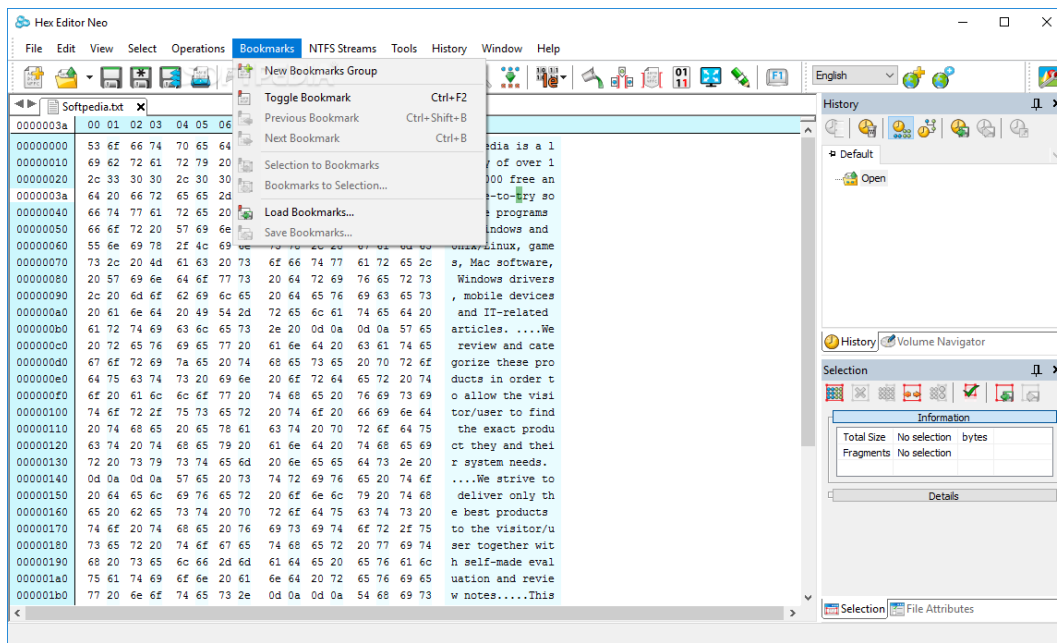 Hex Editor Neo
File Edit View Select Operations Bookmarks NTFS Streams Tools History Window Help
English
New Bookmarks Group
Toggle Bookmark Ctrl+F2
Previous Bookmark Ctrl+Shift+B
Next Bookmark Ctrl+B
Selection to Bookmarks
Bookmarks to Selection...
Load Bookmarks...
Save Bookmarks...
Softpedia.txt
0000003a 00 01 02 03 04 05 06
00000000 53 6f 66 74 70 65 64 edia is a l
00000010 69 62 72 61 72 79 20 y of over 1
00000020 2c 33 30 30 2c 30 30 000 free an
0000003a 64 20 66 72 65 65 2d e-to-try so
00000040 66 74 77 61 72 65 20 e programs
00000050 66 6f 72 20 57 69 6e indows and
00000060 55 6e 69 78 2f 4c 69 6e 75 78 2c 20 67 61 6d 65 Unix/Linux, game
00000070 73 2c 20 4d 61 63 20 73 6f 66 74 77 61 72 65 2c s, Mac software,
00000080 20 57 69 6e 64 6f 77 73 20 64 72 69 76 65 72 73 Windows drivers
00000090 2c 20 6d 6f 62 69 6c 65 20 64 65 76 69 63 65 73 , mobile devices
000000a0 20 61 6e 64 20 49 54 2d 72 65 6c 61 74 65 64 20 and IT-related
000000b0 61 72 74 69 63 6c 65 73 2e 20 0d 0a 0d 0a 57 65 articles. ....We
000000c0 20 72 65 76 69 65 77 20 61 6e 64 20 63 61 74 65 review and cate
000000d0 67 6f 72 69 7a 65 20 74 68 65 73 65 20 70 72 6f gorize these pro
000000e0 64 75 63 74 73 20 69 6e 20 6f 72 64 65 72 20 74 ducts in order t
000000f0 6f 20 61 6c 6c 6f 77 20 74 68 65 20 76 69 73 69 o allow the visi
00000100 74 6f 72 2f 75 73 65 72 20 74 6f 20 66 69 6e 64 tor/user to find
00000110 20 74 68 65 20 65 78 61 63 74 20 70 72 6f 64 75 the exact produ
00000120 63 74 20 74 68 65 79 20 61 6e 64 20 74 68 65 69 ct they and thei
00000130 72 20 73 79 73 74 65 6d 20 6e 65 65 64 73 2e 20 r system needs.
00000140 0d 0a 0d 0a 57 65 20 73 74 72 69 76 65 20 74 6f ....We strive to
00000150 20 64 65 6c 69 76 65 72 20 6f 6e 6c 79 20 74 68 deliver only th
00000160 65 20 62 65 73 74 20 70 72 6f 64 75 63 74 73 20 e best products
00000170 74 6f 20 74 68 65 20 76 69 73 69 74 6f 72 2f 75 to the visitor/u
00000180 73 65 72 20 74 6f 67 65 74 68 65 72 20 77 69 74 ser together wit
00000190 68 20 73 65 6c 66 2d 6d 61 64 65 20 65 76 61 6c h self-made eval
000001a0 75 61 74 69 6f 6e 20 61 6e 64 20 72 65 76 69 65 uation and revie
000001b0 77 20 6e 6f 74 65 73 2e 0d 0a 0d 0a 54 68 69 73 w notes.....This
History
Default
Open
History Volume Navigator
Selection
Information
Total Size No selection bytes
Fragments No selection
Details
Selection File Attributes